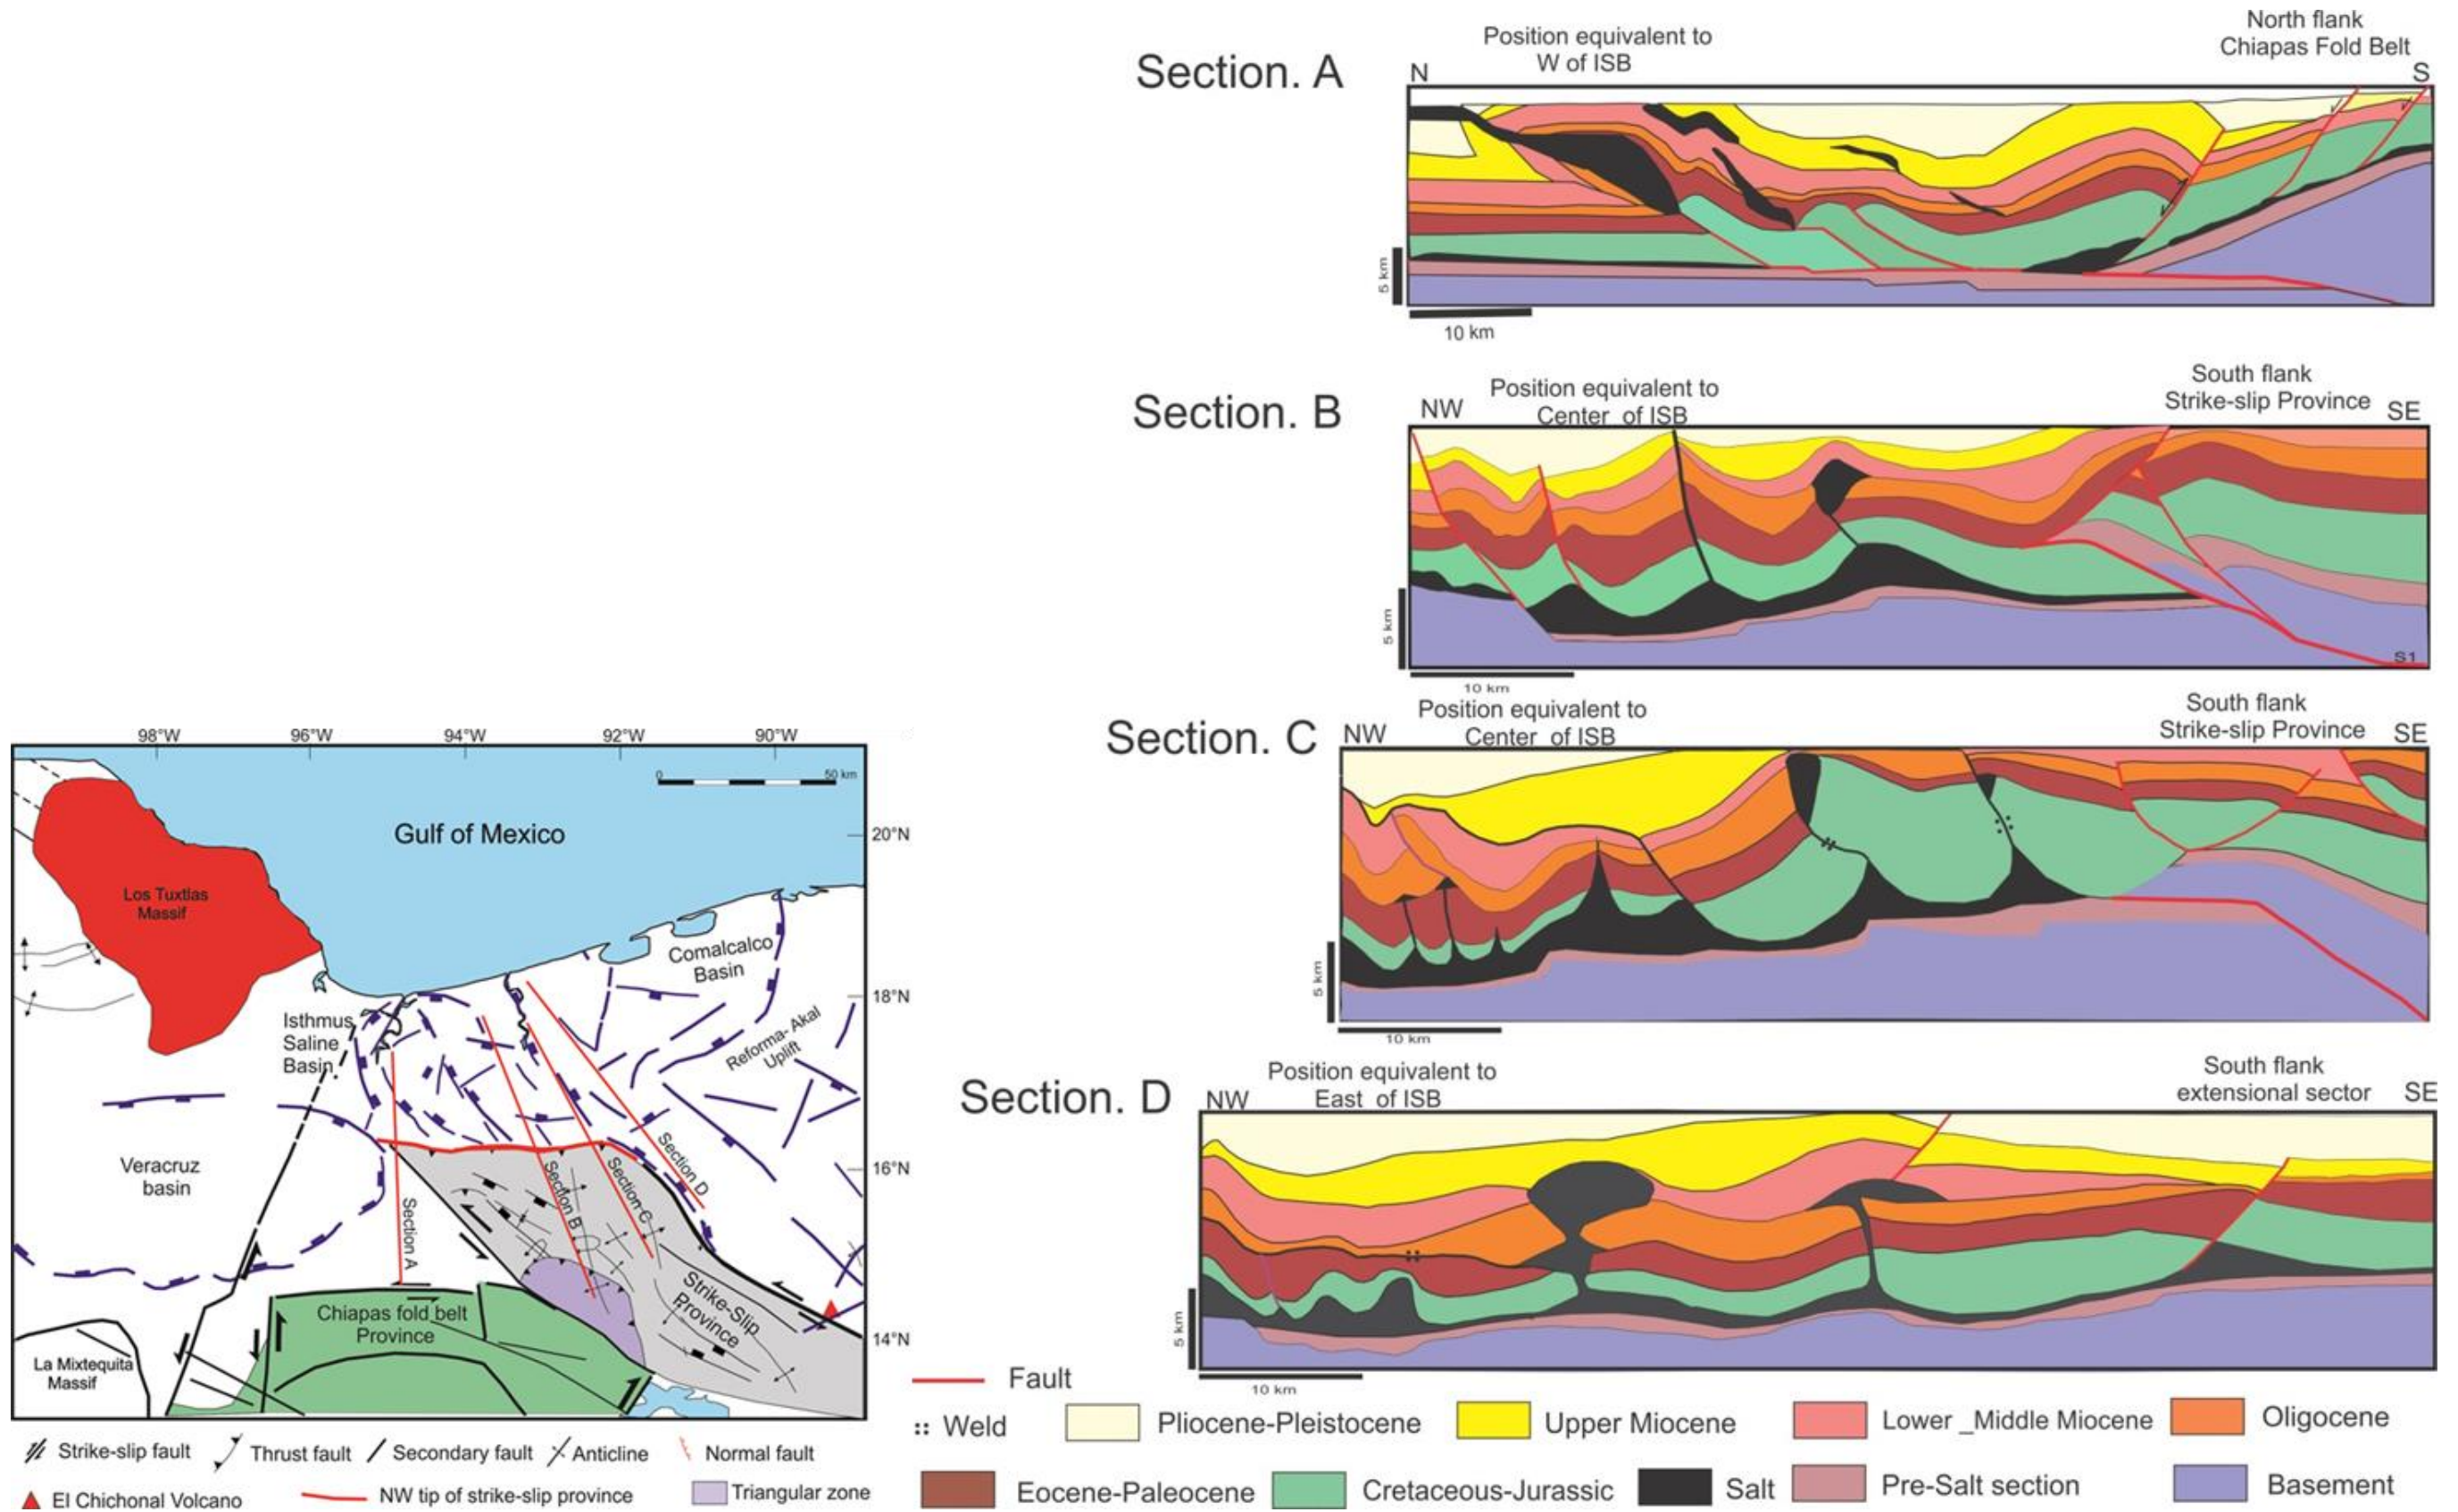 North flank
Chiapas Fold Belt
Position equivalent to
W of ISB
Section. A
N
S
5 km
10 km
South flank
Strike-slip Province
Position equivalent to
Center of ISB
Section. B
NW
SE
5 km
S1
10 km
South flank
Strike-slip Province
Position equivalent to
Center of ISB
Section. C
NW
SE
5 km
10 km
South flank
extensional sector
Position equivalent to
East of ISB
Section. D
NW
SE
5 km
10 km
98°W
96°W
94°W
92°W
90°W
0
50 km
Gulf of Mexico
20°N
Los Tuxtlas
Massif
Comalcalco
Basin
18°N
Isthmus
Saline
Basin
Reforma-Akal
Uplift
Veracruz
basin
16°N
Section A
Section B
Section C
Section D
Strike-Slip
Province
Chiapas fold belt
Province
14°N
La Mixtequita
Massif
Strike-slip fault
Thrust fault
Secondary fault
Anticline
Normal fault
El Chichonal Volcano
NW tip of strike-slip province
Triangular zone
Fault
Weld
Pliocene-Pleistocene
Upper Miocene
Lower _Middle Miocene
Oligocene
Eocene-Paleocene
Cretaceous-Jurassic
Salt
Pre-Salt section
Basement